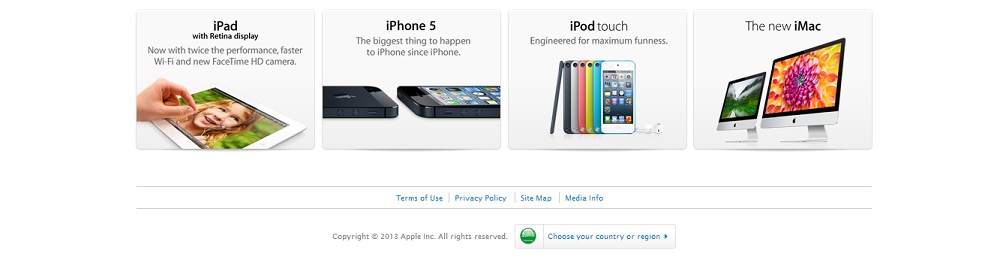 iPad
with Retina display
Now with twice the performance, faster
Wi-Fi and new FaceTime HD camera.
iPhone 5
The biggest thing to happen
to iPhone since iPhone.
iPod touch
Engineered for maximum funness.
The new iMac
Terms of Use
Privacy Policy
Site Map
Media Info
Copyright © 2013 Apple Inc. All rights reserved.
Choose your country or region